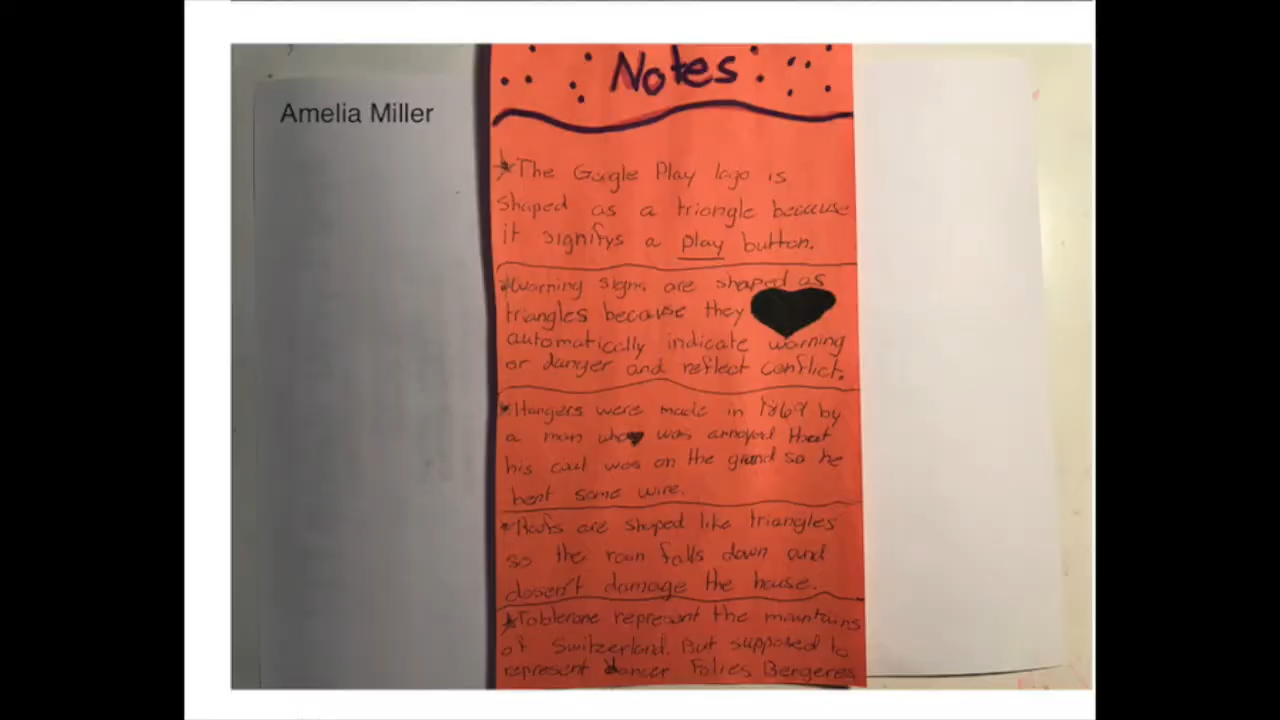 Amelia Miller
Notes
The Google Play logo is
shaped as a triangle because
it signifys a play button.
Warning signs are shaped as
triangles because they
automatically indicate warning
or danger and reflect conflict.
Hangers were made in 1869 by
a man who was annoyed that
his coat was on the ground so he
bent some wire.
Roofs are shaped like triangles
so the rain falls down and
dosen't damage the house.
Toblerone represent the mountains
of Switzerland. But supposed to
represent dancer Folies Bergeres